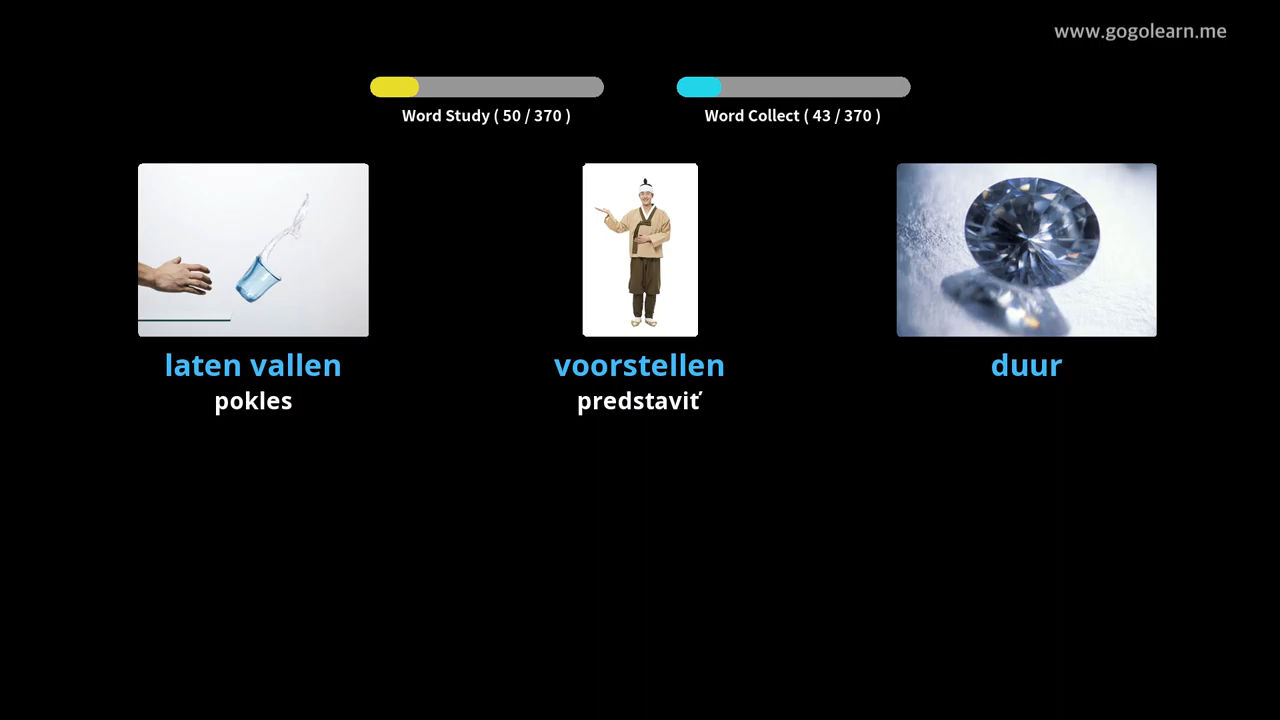 www.gogolearn.me
Word Study ( 50 / 370 )
Word Collect ( 43 / 370 )
laten vallen
pokles
voorstellen
predstaviť
duur